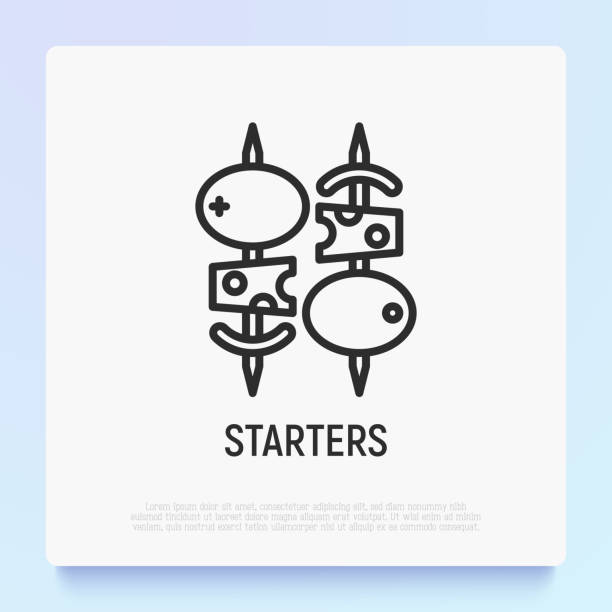 STARTERS
Lorem ipsum dolor sit amet, consectetuer adipiscing elit, sed diam nonummy nibh
euismod tincidunt ut laoreet dolore magna aliquam erat volutpat. Ut wisi enim ad minim
veniam, quis nostrud exerci tation ullamcorper nisl ut aliquip ex ea commodo consequat.